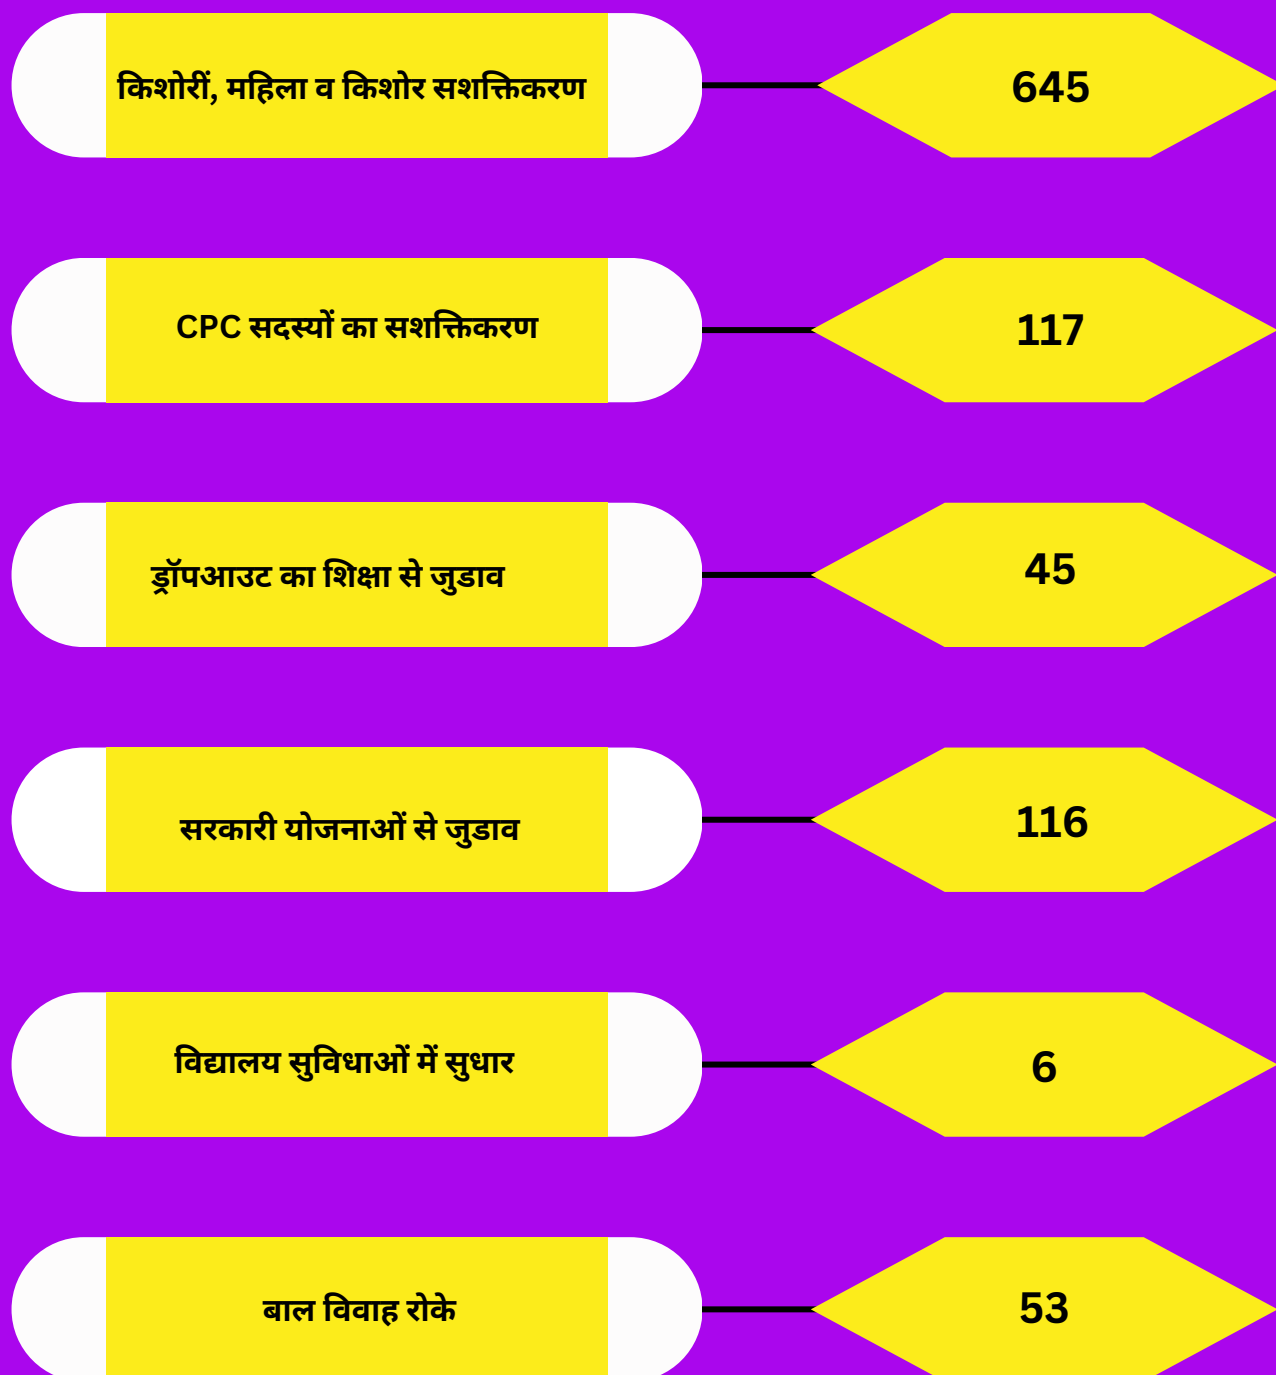 किशोरीं, महिला व किशोर सशक्तिकरण
645
CPC सदस्यों का सशक्तिकरण
117
ड्रॉपआउट का शिक्षा से जुडाव
45
सरकारी योजनाओं से जुडाव
116
विद्यालय सुविधाओं में सुधार
6
बाल विवाह रोके
53